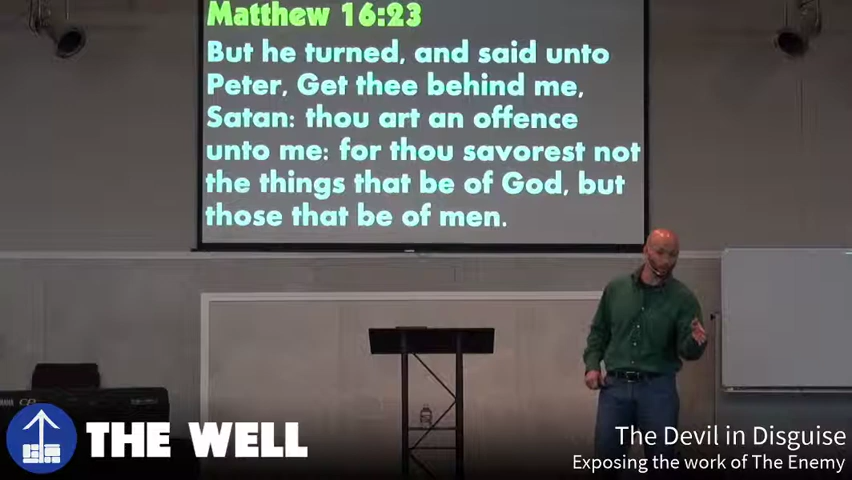 Matthew 16:23
But he turned, and said unto
Peter, Get thee behind me,
Satan: thou art an offence
unto me: for thou savorest not
the things that be of God, but
those that be of men.
THE WELL
The Devil in Disguise
Exposing the work of The Enemy